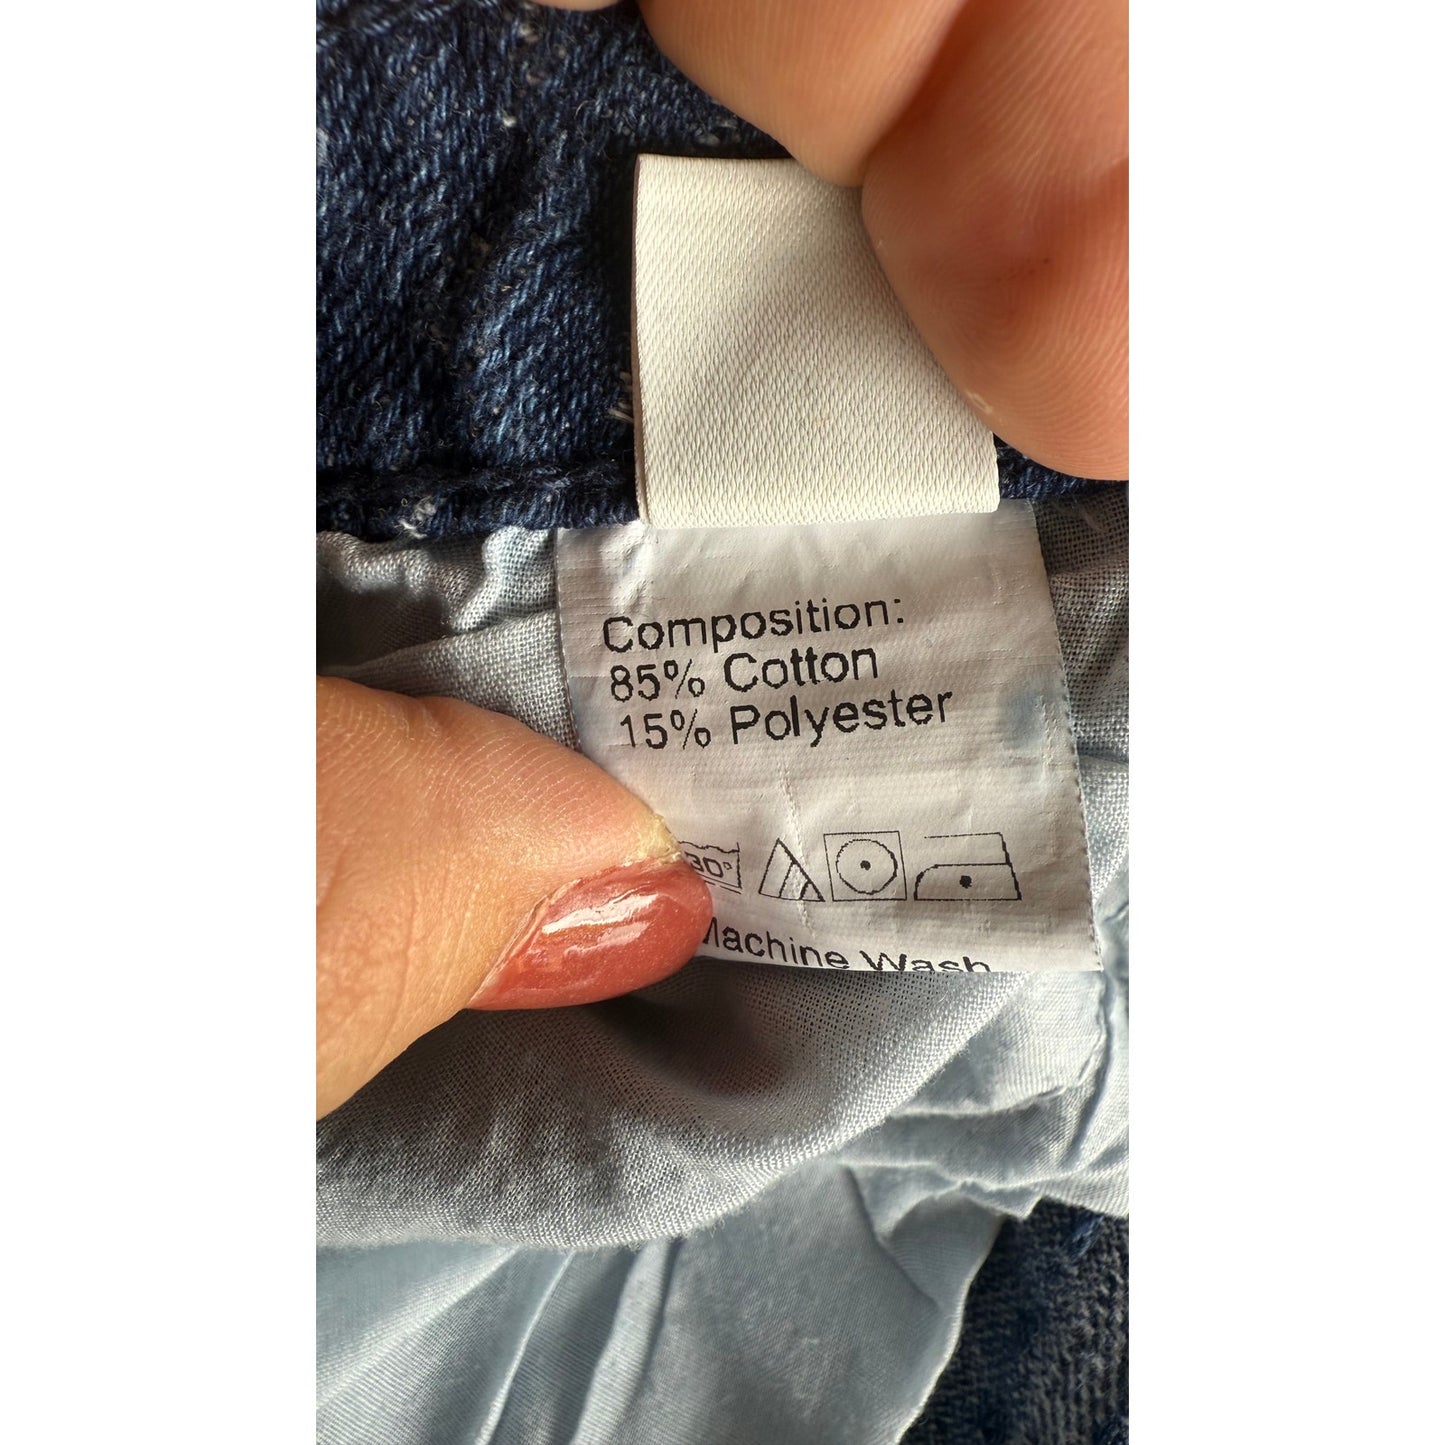 Composition:
85% Cotton
15% Polyester
30°
Machine Wash